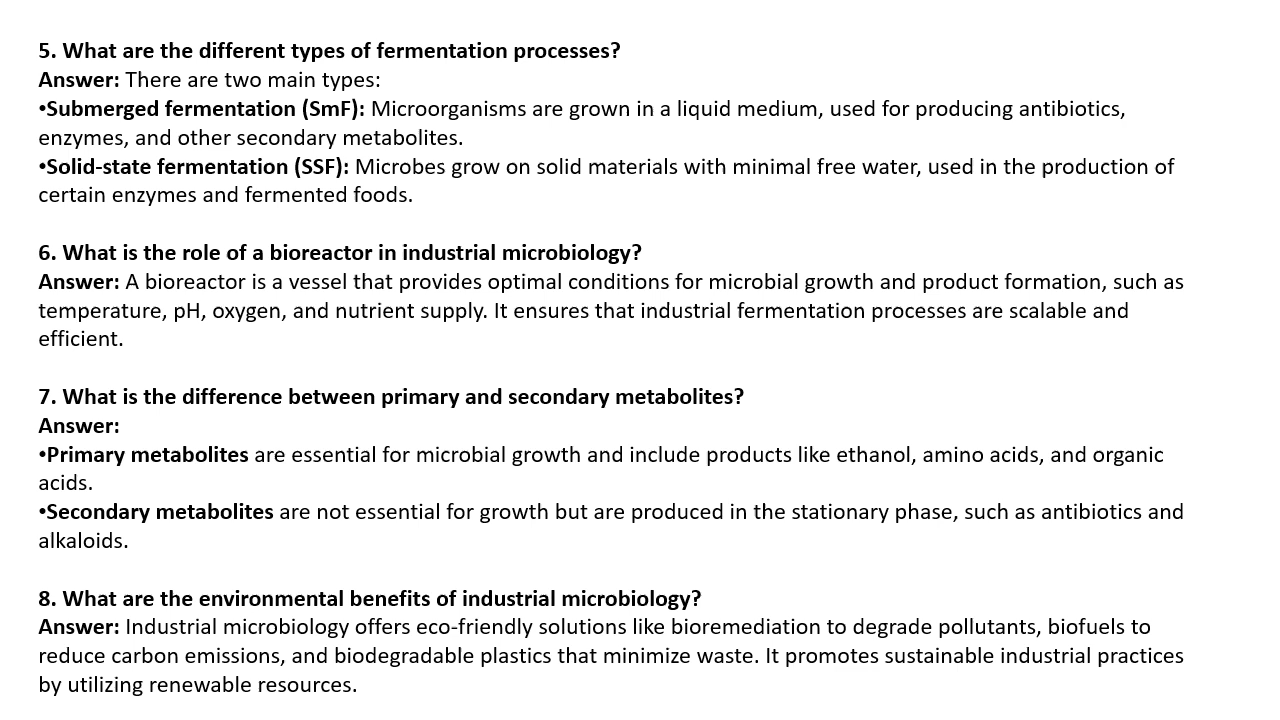 5. What are the different types of fermentation processes?
Answer: There are two main types:
•Submerged fermentation (SmF): Microorganisms are grown in a liquid medium, used for producing antibiotics,
enzymes, and other secondary metabolites.
•Solid-state fermentation (SSF): Microbes grow on solid materials with minimal free water, used in the production of
certain enzymes and fermented foods.
6. What is the role of a bioreactor in industrial microbiology?
Answer: A bioreactor is a vessel that provides optimal conditions for microbial growth and product formation, such as
temperature, pH, oxygen, and nutrient supply. It ensures that industrial fermentation processes are scalable and
efficient.
7. What is the difference between primary and secondary metabolites?
Answer:
•Primary metabolites are essential for microbial growth and include products like ethanol, amino acids, and organic
acids.
•Secondary metabolites are not essential for growth but are produced in the stationary phase, such as antibiotics and
alkaloids.
8. What are the environmental benefits of industrial microbiology?
Answer: Industrial microbiology offers eco-friendly solutions like bioremediation to degrade pollutants, biofuels to
reduce carbon emissions, and biodegradable plastics that minimize waste. It promotes sustainable industrial practices
by utilizing renewable resources.